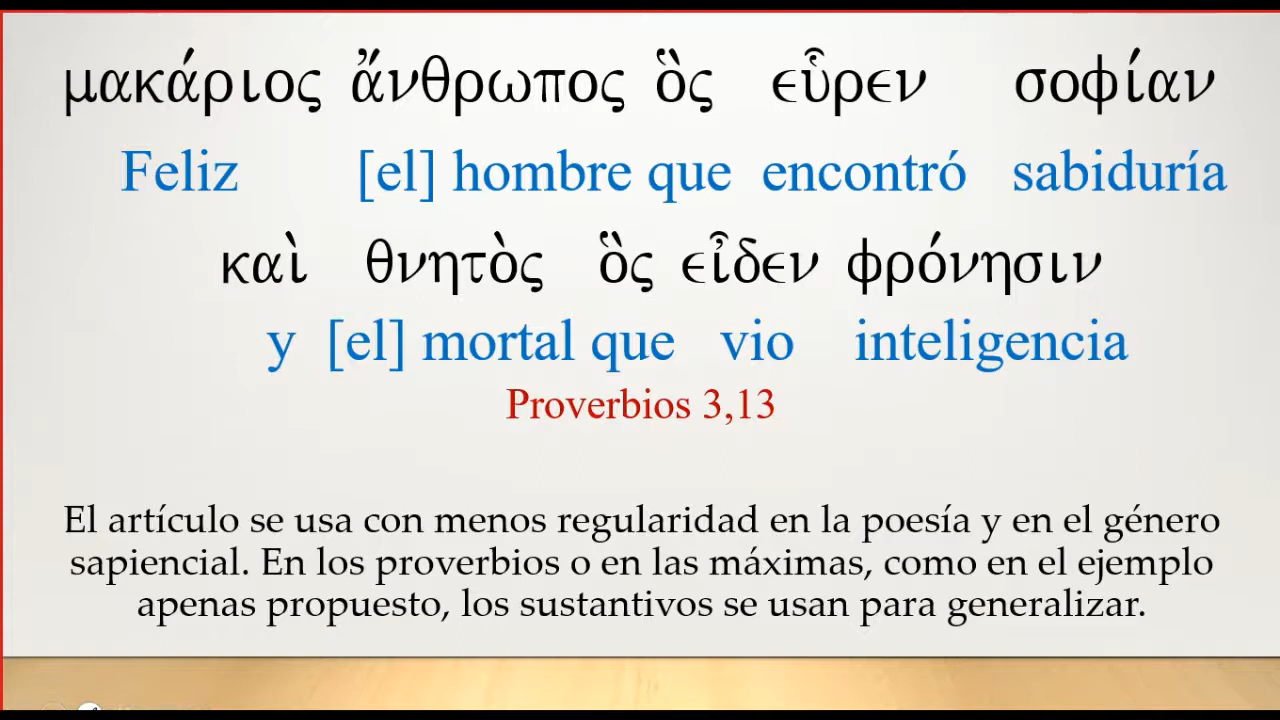 μακάριος ἄνθρωπος ὃς εὗρεν σοφίαν
Feliz [el] hombre que encontró sabiduría
καὶ θνητὸς ὃς εἶδεν φρόνησιν
y [el] mortal que vio inteligencia
Proverbios 3,13
El artículo se usa con menos regularidad en la poesía y en el género
sapiencial. En los proverbios o en las máximas, como en el ejemplo
apenas propuesto, los sustantivos se usan para generalizar.